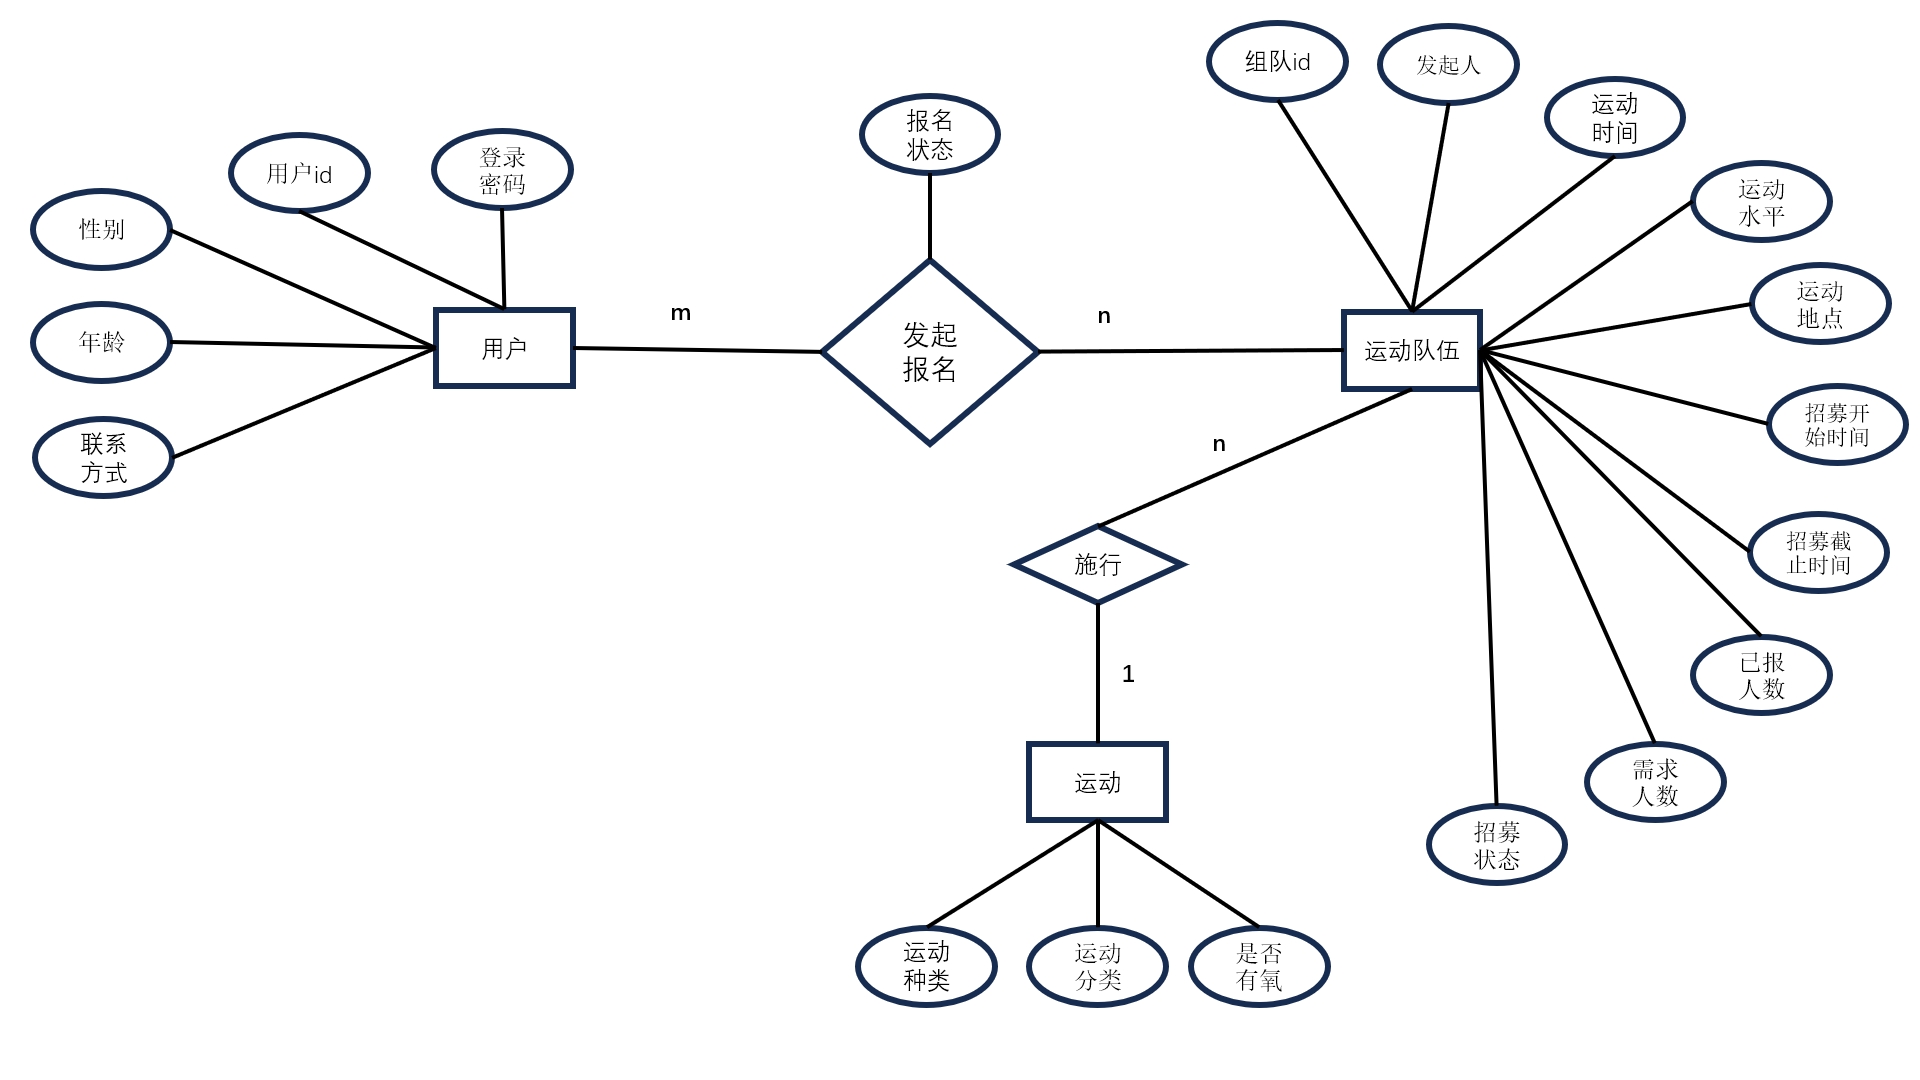 组队id
发起人
运动
时间
报名
状态
登录
密码
用户id
运动
水平
性别
运动
地点
m
n
年龄
用户
发起
报名
运动队伍
招募开
始时间
联系
方式
n
招募截
止时间
施行
已报
人数
1
运动
需求
人数
招募
状态
运动
种类
运动
分类
是否
有氧